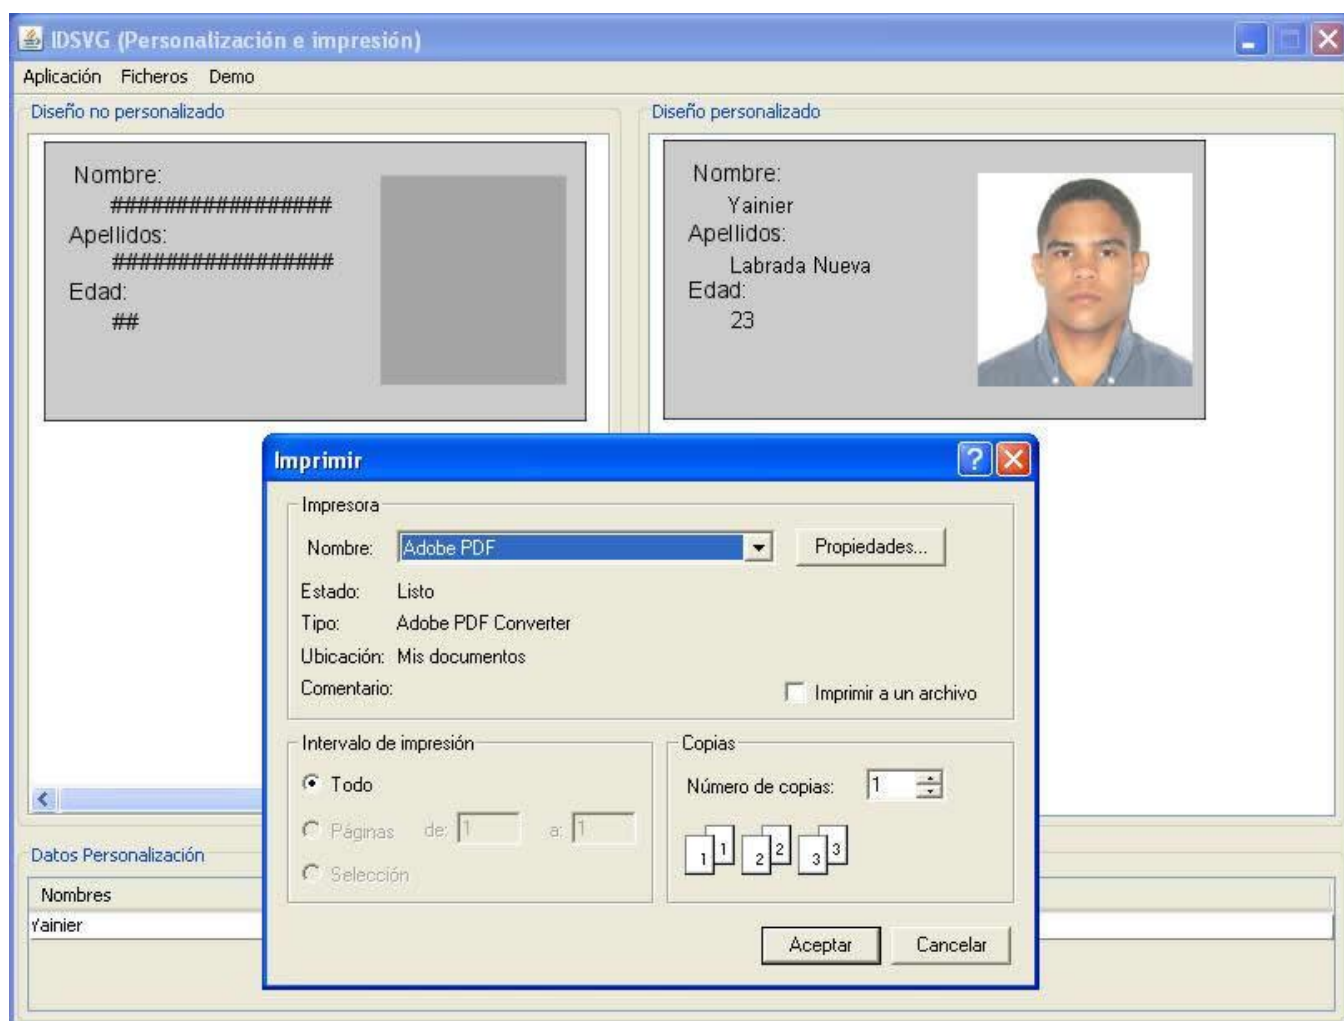 IDSVG (Personalización e impresión)
Aplicación Ficheros Demo
Diseño no personalizado
Nombre:
#################
Apellidos:
#################
Edad:
##
Diseño personalizado
Nombre:
Yainier
Apellidos:
Labrada Nueva
Edad:
23
Imprimir
Impresora
Nombre: Adobe PDF Propiedades...
Estado: Listo
Tipo: Adobe PDF Converter
Ubicación: Mis documentos
Comentario: Imprimir a un archivo
Intervalo de impresión
Todo
Páginas de: 1 a: 1
Selección
Copias
Número de copias: 1
1 1 2 2 3 3
Aceptar Cancelar
Datos Personalización
Nombres
Yainier